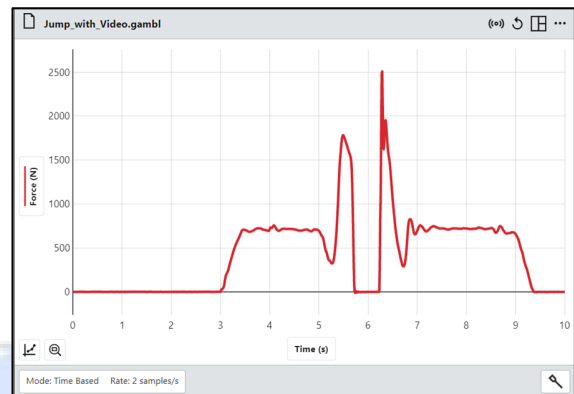 Jump_with_Video.gambl
2500
2000
1500
1000
500
0
Force (N)
0 1 2 3 4 5 6 7 8 9 10
Time (s)
Mode: Time Based Rate: 2 samples/s